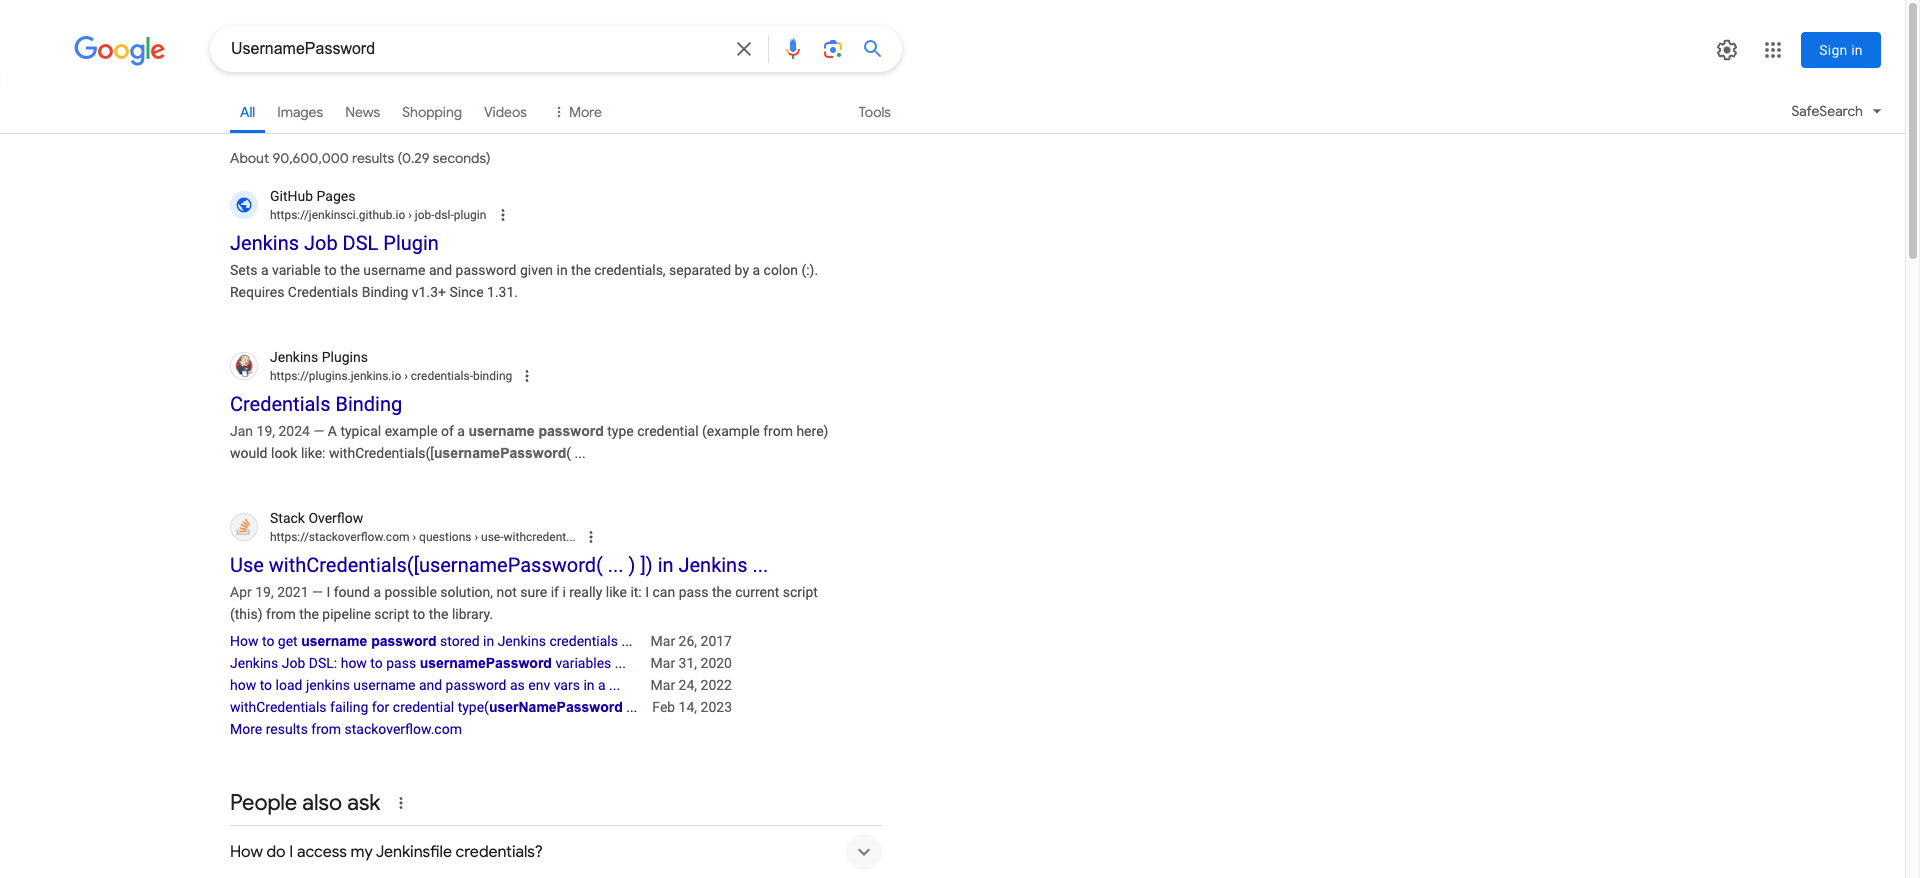 Google
UsernamePassword
Sign in
All Images News Shopping Videos More Tools SafeSearch
About 90,600,000 results (0.29 seconds)
GitHub Pages
https://jenkinsci.github.io › job-dsl-plugin
Jenkins Job DSL Plugin
Sets a variable to the username and password given in the credentials, separated by a colon (:).
Requires Credentials Binding v1.3+ Since 1.31.
Jenkins Plugins
https://plugins.jenkins.io › credentials-binding
Credentials Binding
Jan 19, 2024 — A typical example of a username password type credential (example from here)
would look like: withCredentials([usernamePassword( ...
Stack Overflow
https://stackoverflow.com › questions › use-withcredent...
Use withCredentials([usernamePassword( ... ) ]) in Jenkins ...
Apr 19, 2021 — I found a possible solution, not sure if i really like it: I can pass the current script
(this) from the pipeline script to the library.
How to get username password stored in Jenkins credentials ... Mar 26, 2017
Jenkins Job DSL: how to pass usernamePassword variables ... Mar 31, 2020
how to load jenkins username and password as env vars in a ... Mar 24, 2022
withCredentials failing for credential type(userNamePassword ... Feb 14, 2023
More results from stackoverflow.com
People also ask
How do I access my Jenkinsfile credentials?